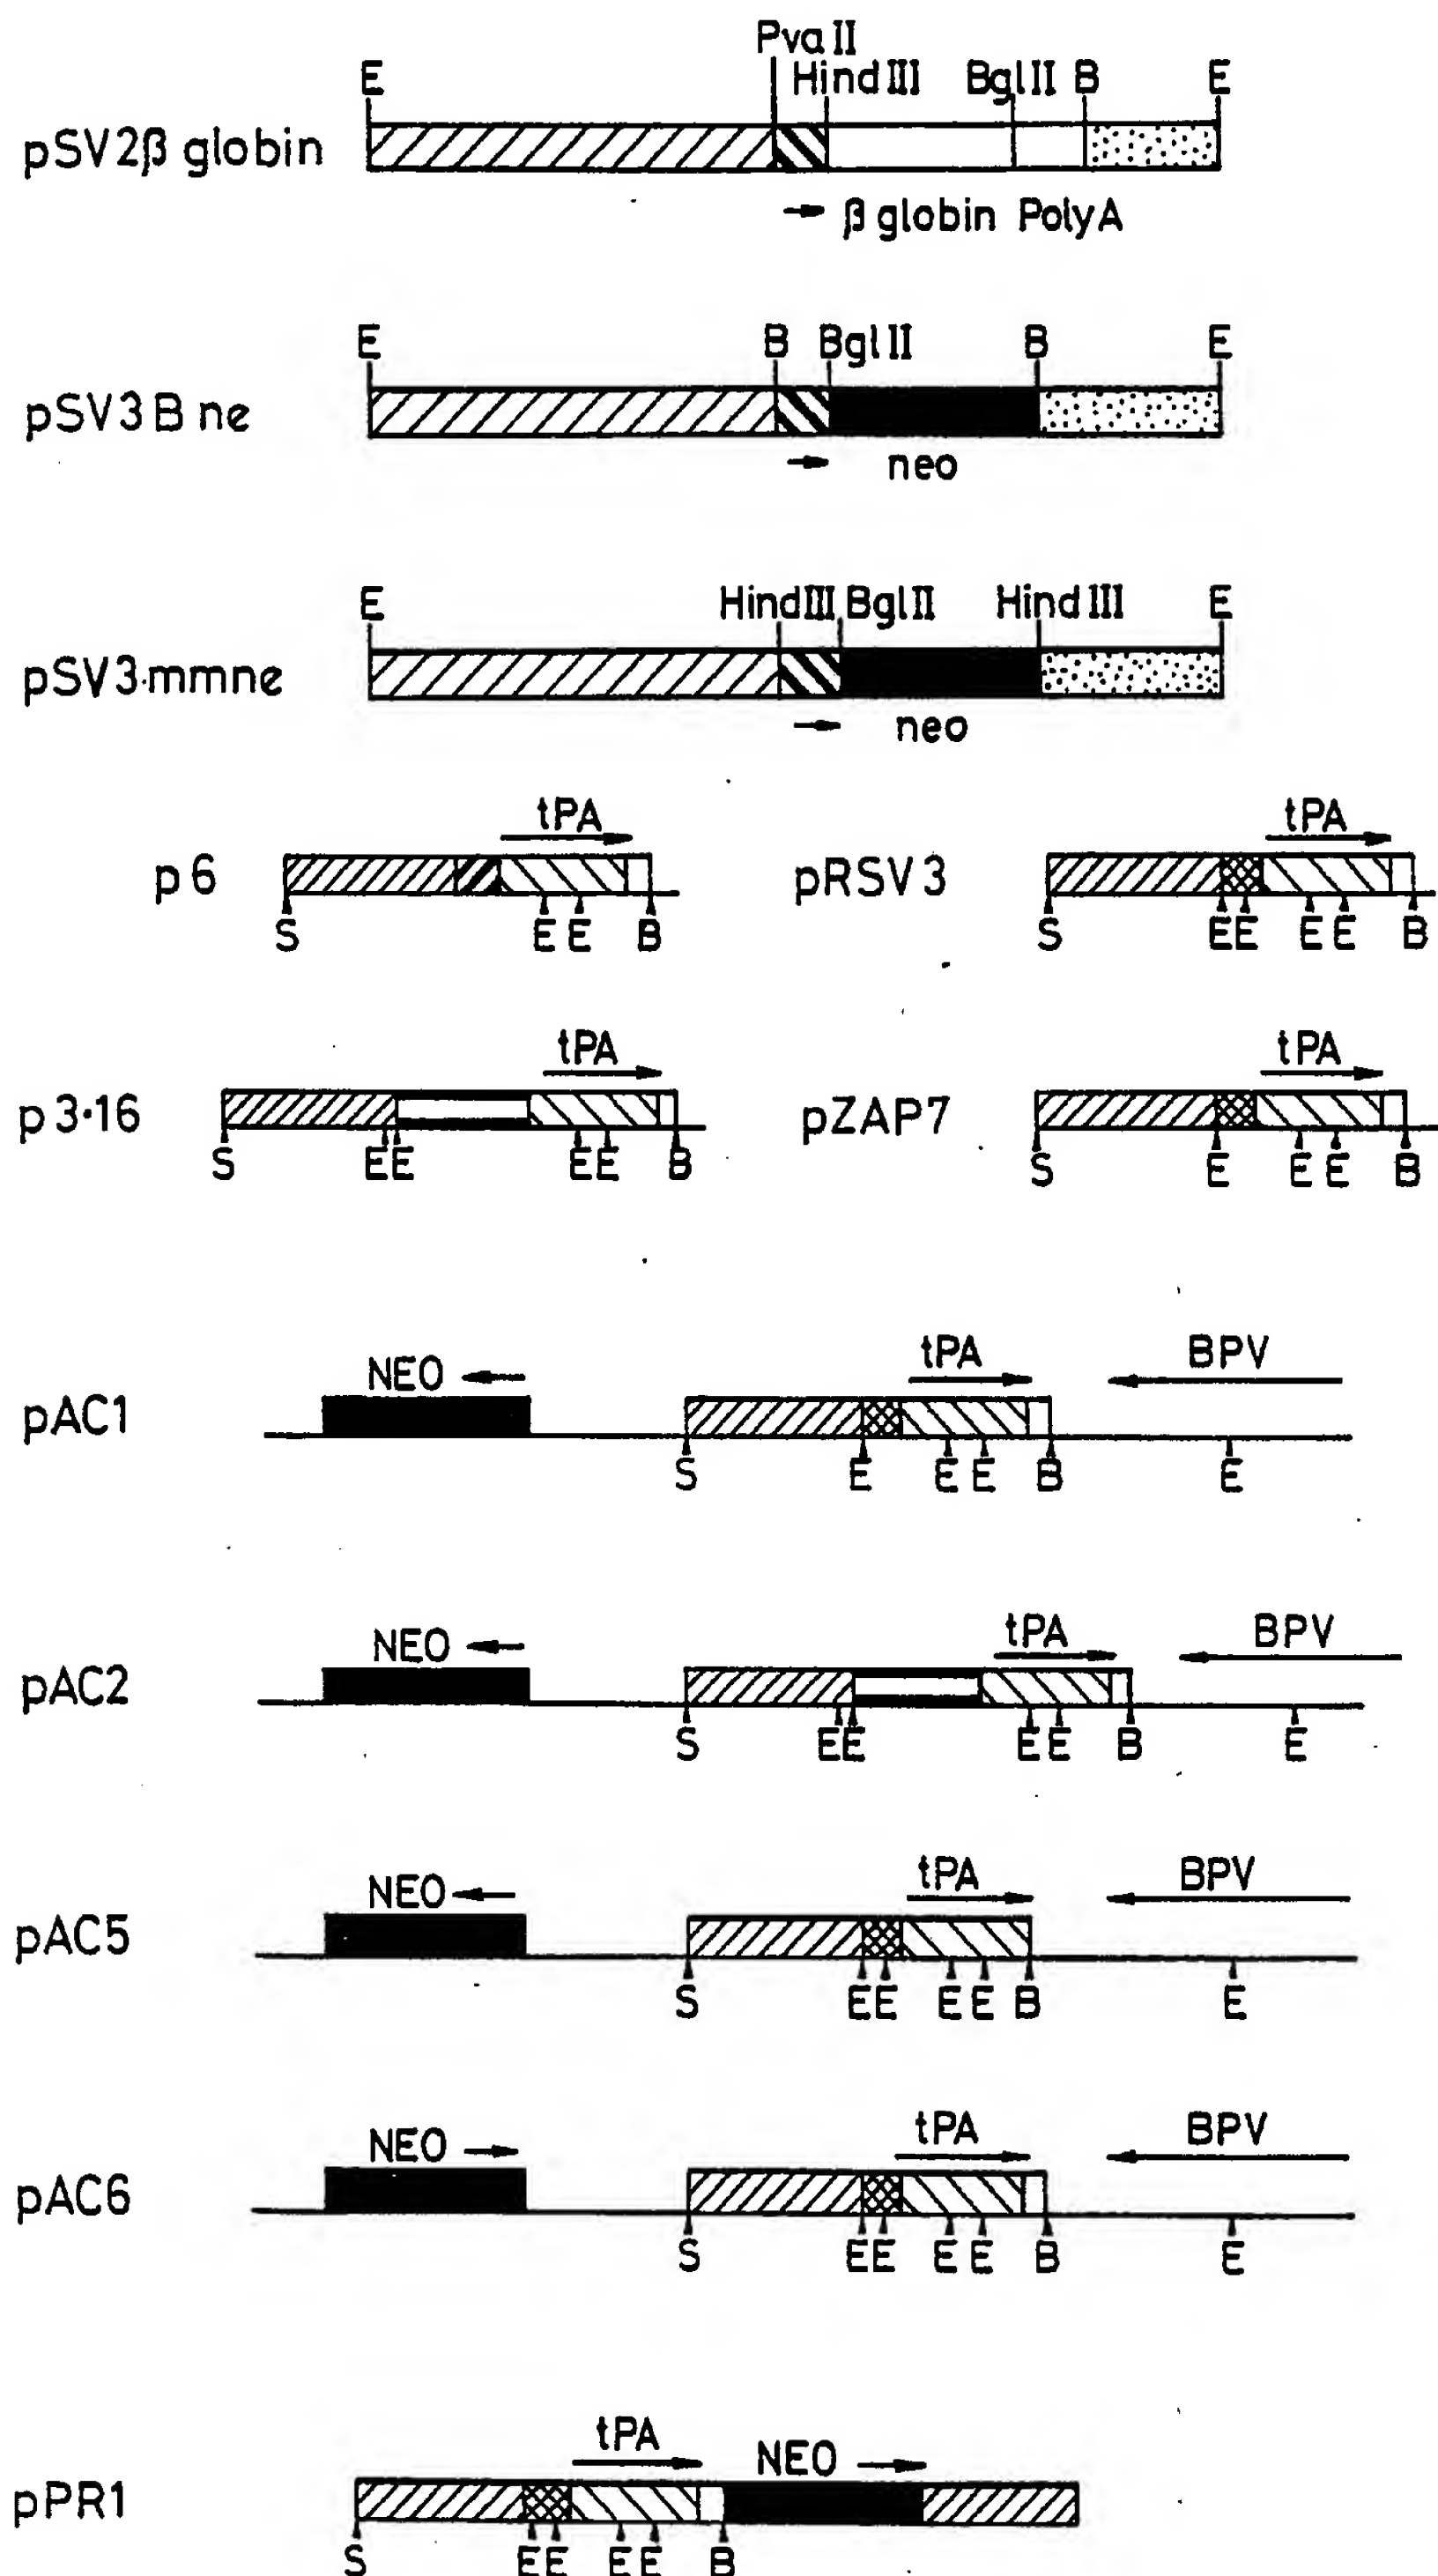 Pva II
E Hind III Bgl II B E
pSV2β globin
β globin PolyA
E B Bgl II B E
pSV3 B ne
neo
E Hind III Bgl II Hind III E
pSV3·mmne
neo
tPA tPA
p6 pRSV3
S E E B S E E E E B
tPA tPA
p3·16 pZAP7
S E E E E B S E E E B
NEO tPA BPV
pAC1
S E E E B E
NEO tPA BPV
pAC2
S E E E E B E
NEO tPA BPV
pAC5
S E E E E B E
NEO tPA BPV
pAC6
S E E E E B E
tPA NEO
pPR1
S E E E E B